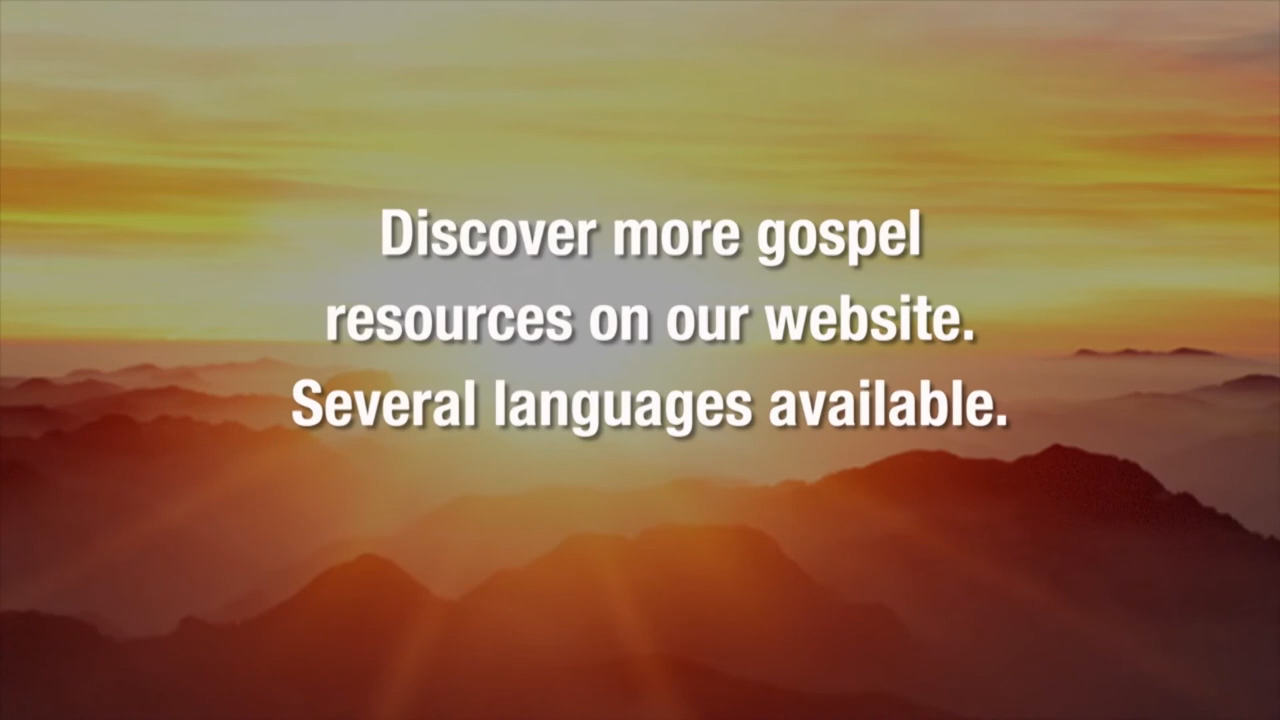 Discover more gospel
resources on our website.
Several languages available.